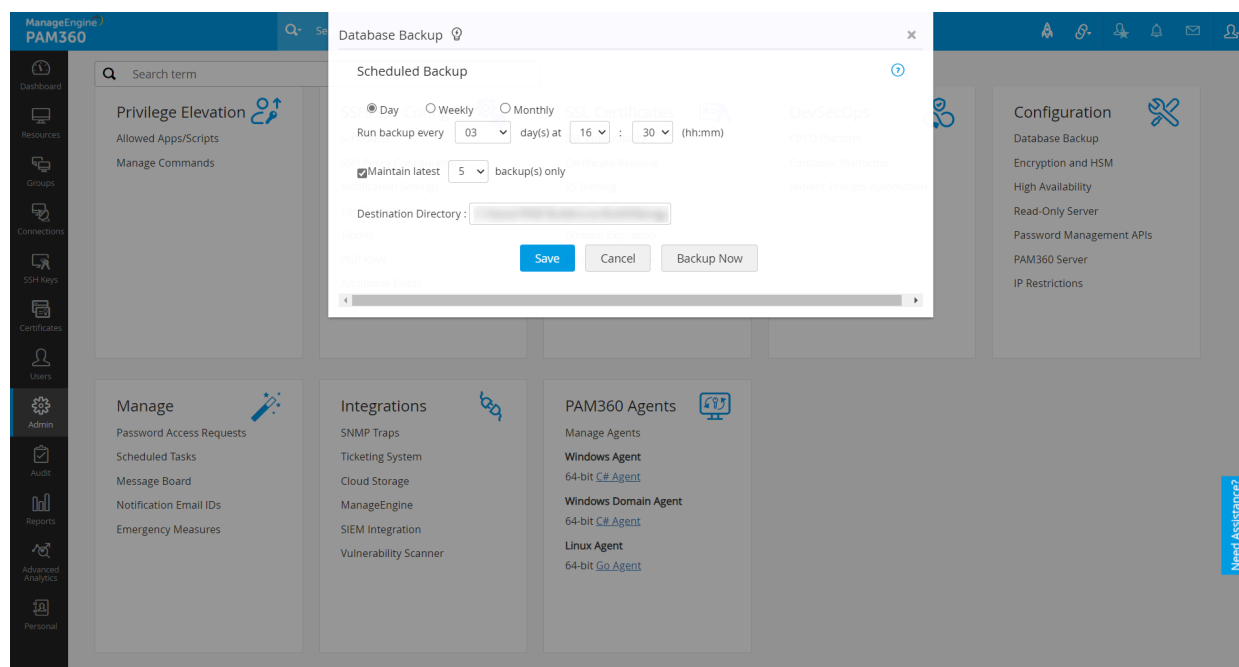 ManageEngine
PAM360
Se
Database Backup
Scheduled Backup
Day Weekly Monthly
Run backup every 03 day(s) at 16 : 30 (hh:mm)
Maintain latest 5 backup(s) only
Destination Directory :
Save Cancel Backup Now
Dashboard
Resources
Groups
Connections
SSH Keys
Certificates
Users
Admin
Audit
Reports
Advanced
Analytics
Personal
Search term
Privilege Elevation
Allowed Apps/Scripts
Manage Commands
SSL Certificates
DevSecOps
Configuration
Database Backup
Encryption and HSM
High Availability
Read-Only Server
Password Management APIs
PAM360 Server
IP Restrictions
Manage
Password Access Requests
Scheduled Tasks
Message Board
Notification Email IDs
Emergency Measures
Integrations
SNMP Traps
Ticketing System
Cloud Storage
ManageEngine
SIEM Integration
Vulnerability Scanner
PAM360 Agents
Manage Agents
Windows Agent
64-bit C# Agent
Windows Domain Agent
64-bit C# Agent
Linux Agent
64-bit Go Agent
Need Assistance?